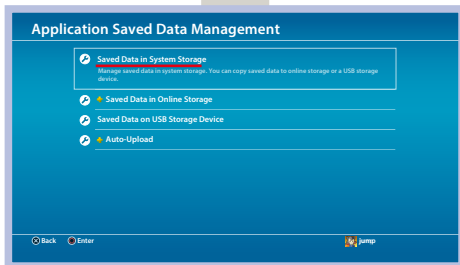 Application Saved Data Management
Saved Data in System Storage
Manage saved data in system storage. You can copy saved data to online storage or a USB storage
device.
Saved Data in Online Storage
Saved Data on USB Storage Device
Auto-Upload
Back Enter jump